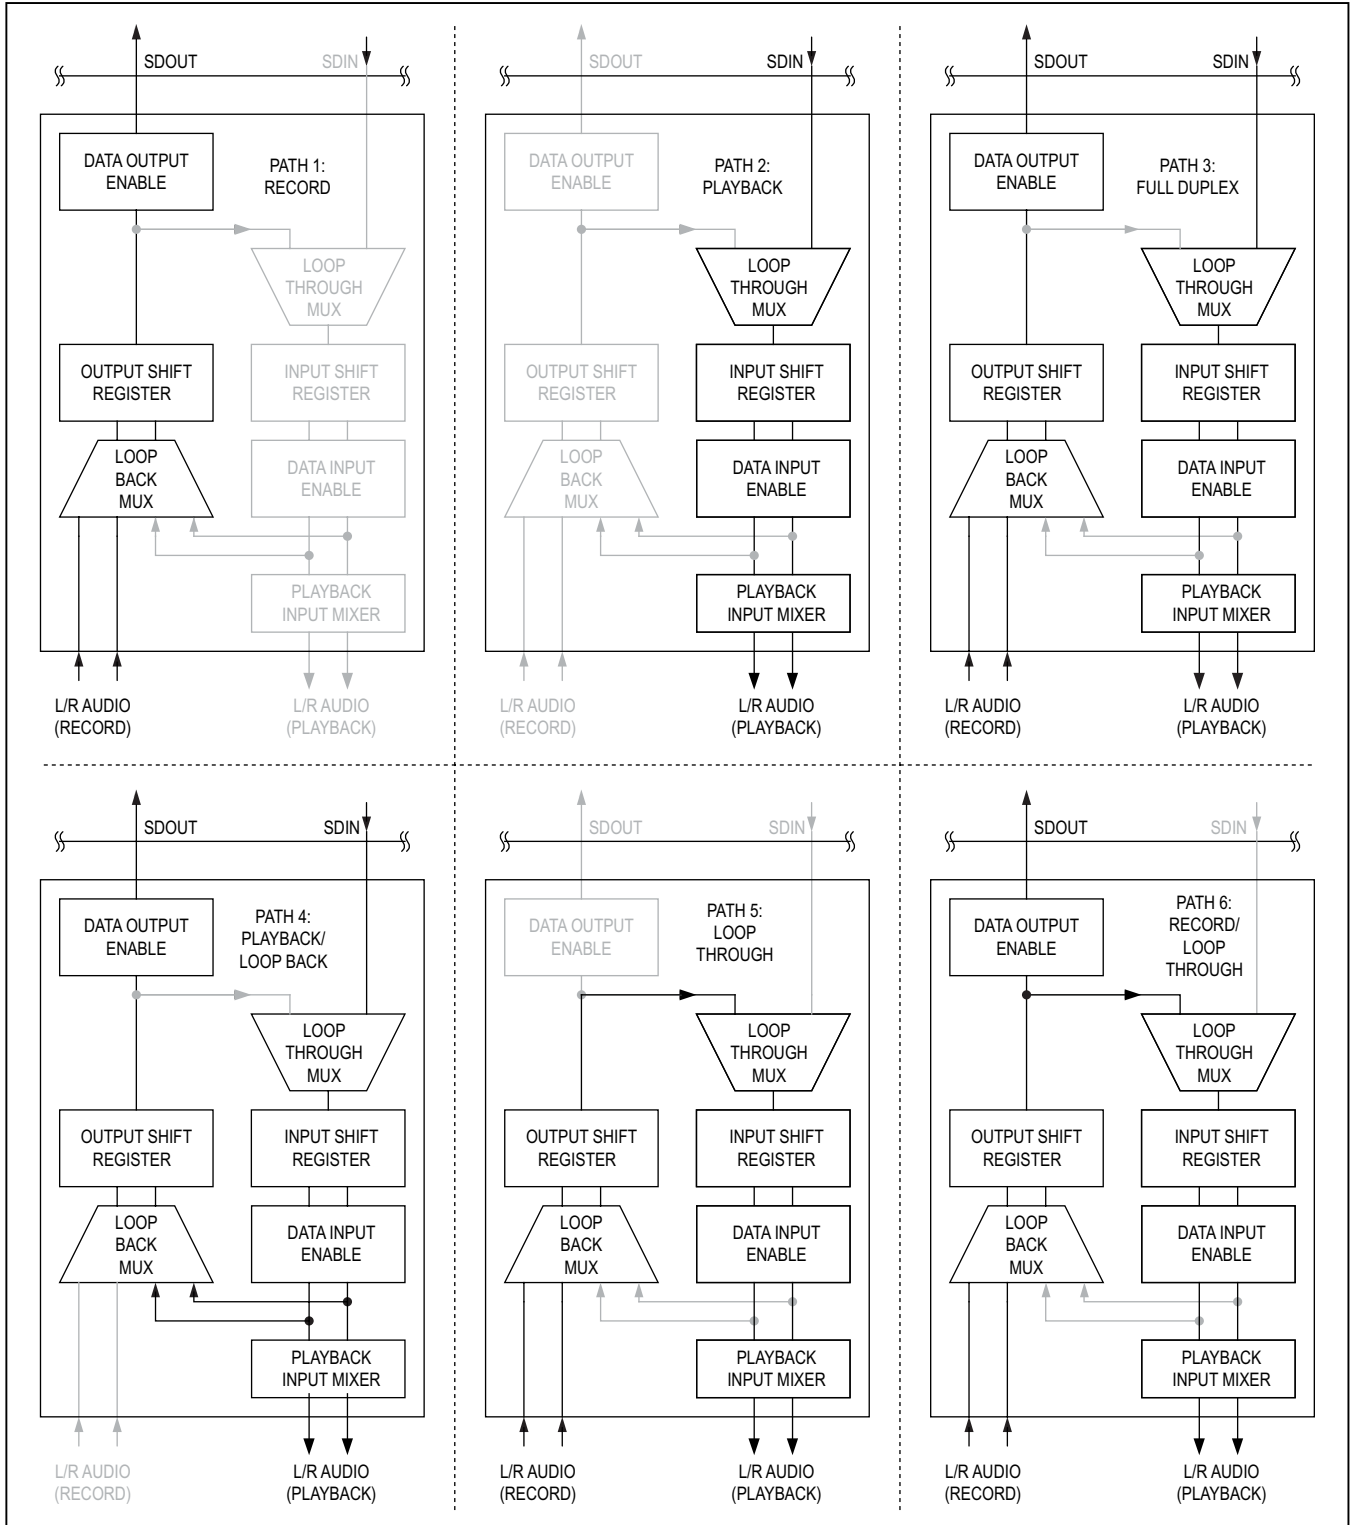 SDOUT
SDIN
DATA OUTPUT
ENABLE
PATH 1:
RECORD
LOOP
THROUGH
MUX
OUTPUT SHIFT
REGISTER
INPUT SHIFT
REGISTER
LOOP
BACK
MUX
DATA INPUT
ENABLE
PLAYBACK
INPUT MIXER
L/R AUDIO
(RECORD)
L/R AUDIO
(PLAYBACK)
SDOUT
SDIN
DATA OUTPUT
ENABLE
PATH 2:
PLAYBACK
LOOP
THROUGH
MUX
OUTPUT SHIFT
REGISTER
INPUT SHIFT
REGISTER
LOOP
BACK
MUX
DATA INPUT
ENABLE
PLAYBACK
INPUT MIXER
L/R AUDIO
(RECORD)
L/R AUDIO
(PLAYBACK)
SDOUT
SDIN
DATA OUTPUT
ENABLE
PATH 3:
FULL DUPLEX
LOOP
THROUGH
MUX
OUTPUT SHIFT
REGISTER
INPUT SHIFT
REGISTER
LOOP
BACK
MUX
DATA INPUT
ENABLE
PLAYBACK
INPUT MIXER
L/R AUDIO
(RECORD)
L/R AUDIO
(PLAYBACK)
SDOUT
SDIN
DATA OUTPUT
ENABLE
PATH 4:
PLAYBACK/
LOOP BACK
LOOP
THROUGH
MUX
OUTPUT SHIFT
REGISTER
INPUT SHIFT
REGISTER
LOOP
BACK
MUX
DATA INPUT
ENABLE
PLAYBACK
INPUT MIXER
L/R AUDIO
(RECORD)
L/R AUDIO
(PLAYBACK)
SDOUT
SDIN
DATA OUTPUT
ENABLE
PATH 5:
LOOP
THROUGH
LOOP
THROUGH
MUX
OUTPUT SHIFT
REGISTER
INPUT SHIFT
REGISTER
LOOP
BACK
MUX
DATA INPUT
ENABLE
PLAYBACK
INPUT MIXER
L/R AUDIO
(RECORD)
L/R AUDIO
(PLAYBACK)
SDOUT
SDIN
DATA OUTPUT
ENABLE
PATH 6:
RECORD/
LOOP
THROUGH
LOOP
THROUGH
MUX
OUTPUT SHIFT
REGISTER
INPUT SHIFT
REGISTER
LOOP
BACK
MUX
DATA INPUT
ENABLE
PLAYBACK
INPUT MIXER
L/R AUDIO
(RECORD)
L/R AUDIO
(PLAYBACK)